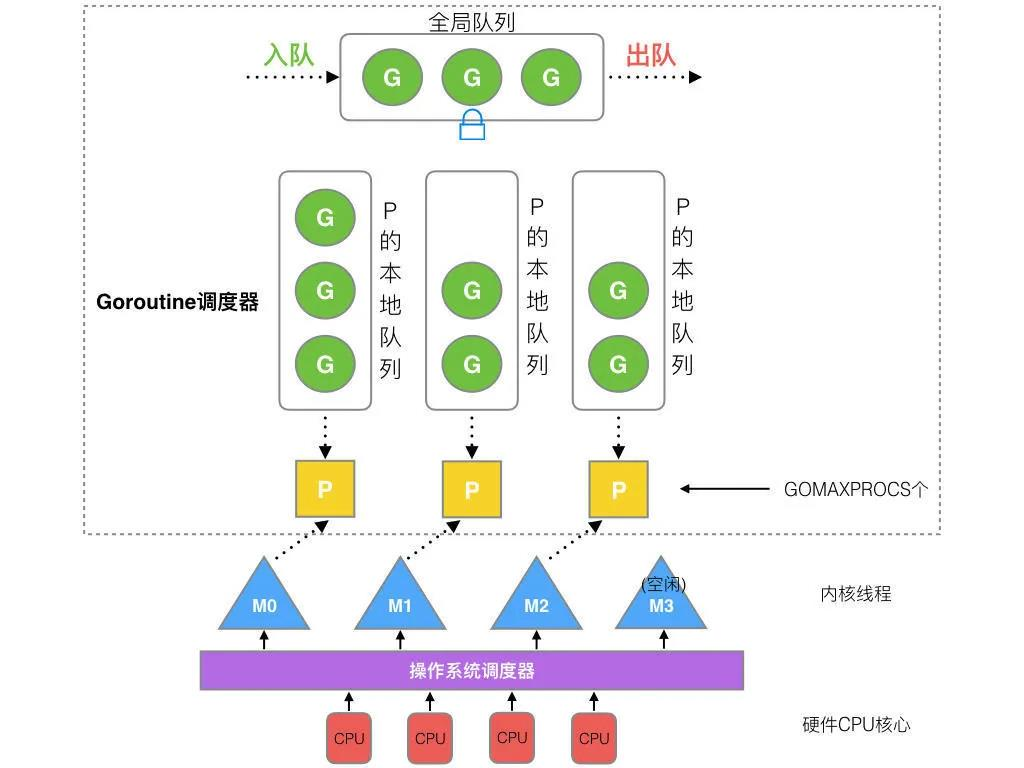 全局队列
入队
出队
G G G
G
G
G
P的本地队列
G
G
P的本地队列
G
G
P的本地队列
Goroutine调度器
P P P
GOMAXPROCS个
M0 M1 M2
(空闲)
M3
内核线程
操作系统调度器
CPU CPU CPU CPU
硬件CPU核心